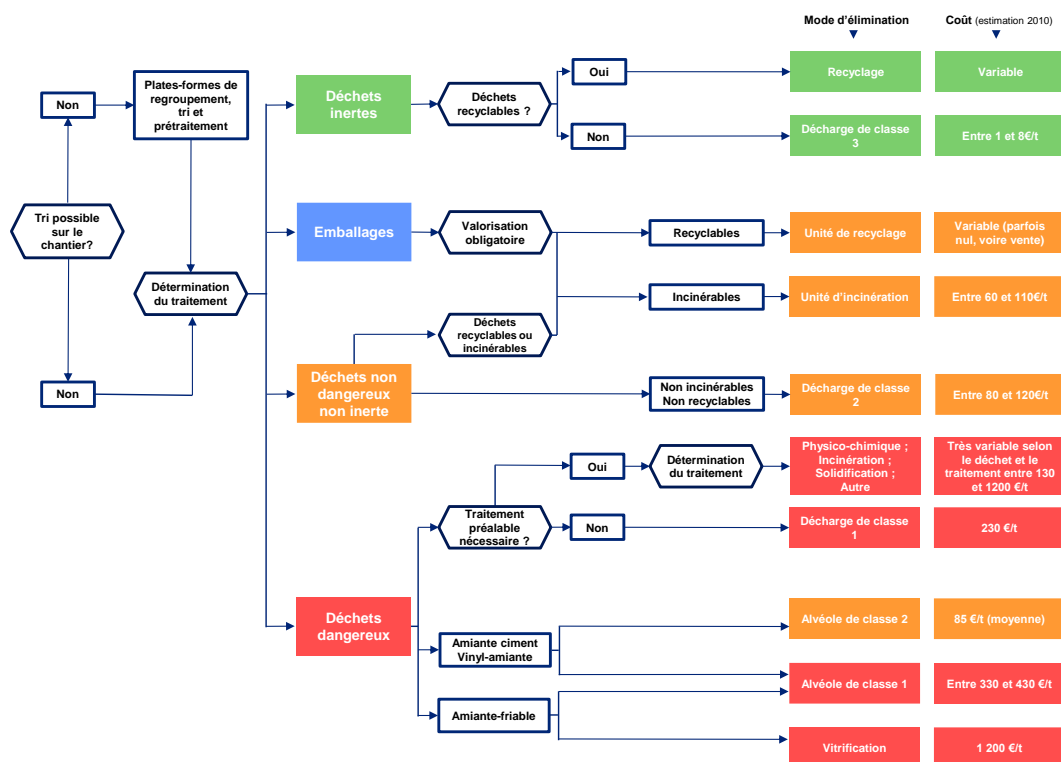 Mode d'élimination
Coût (estimation 2010)
Non
Plates-formes de
regroupement,
tri et
prétraitement
Déchets
inertes
Déchets
recyclables ?
Oui
Recyclage
Variable
Non
Décharge de classe
3
Entre 1 et 8€/t
Tri possible
sur le
chantier?
Emballages
Valorisation
obligatoire
Recyclables
Unité de recyclage
Variable (parfois
nul, voire vente)
Détermination
du traitement
Incinérables
Unité d'incinération
Entre 60 et 110€/t
Déchets
recyclables ou
incinérables
Non
Déchets non
dangereux
non inerte
Non incinérables
Non recyclables
Décharge de classe
2
Entre 80 et 120€/t
Oui
Détermination
du traitement
Physico-chimique ;
Incinération ;
Solidification ;
Autre
Très variable selon
le déchet et le
traitement entre 130
et 1200 €/t
Traitement
préalable
nécessaire ?
Non
Décharge de classe
1
230 €/t
Déchets
dangereux
Amiante ciment
Vinyl-amiante
Alvéole de classe 2
85 €/t (moyenne)
Alvéole de classe 1
Entre 330 et 430 €/t
Amiante-friable
Vitrification
1 200 €/t